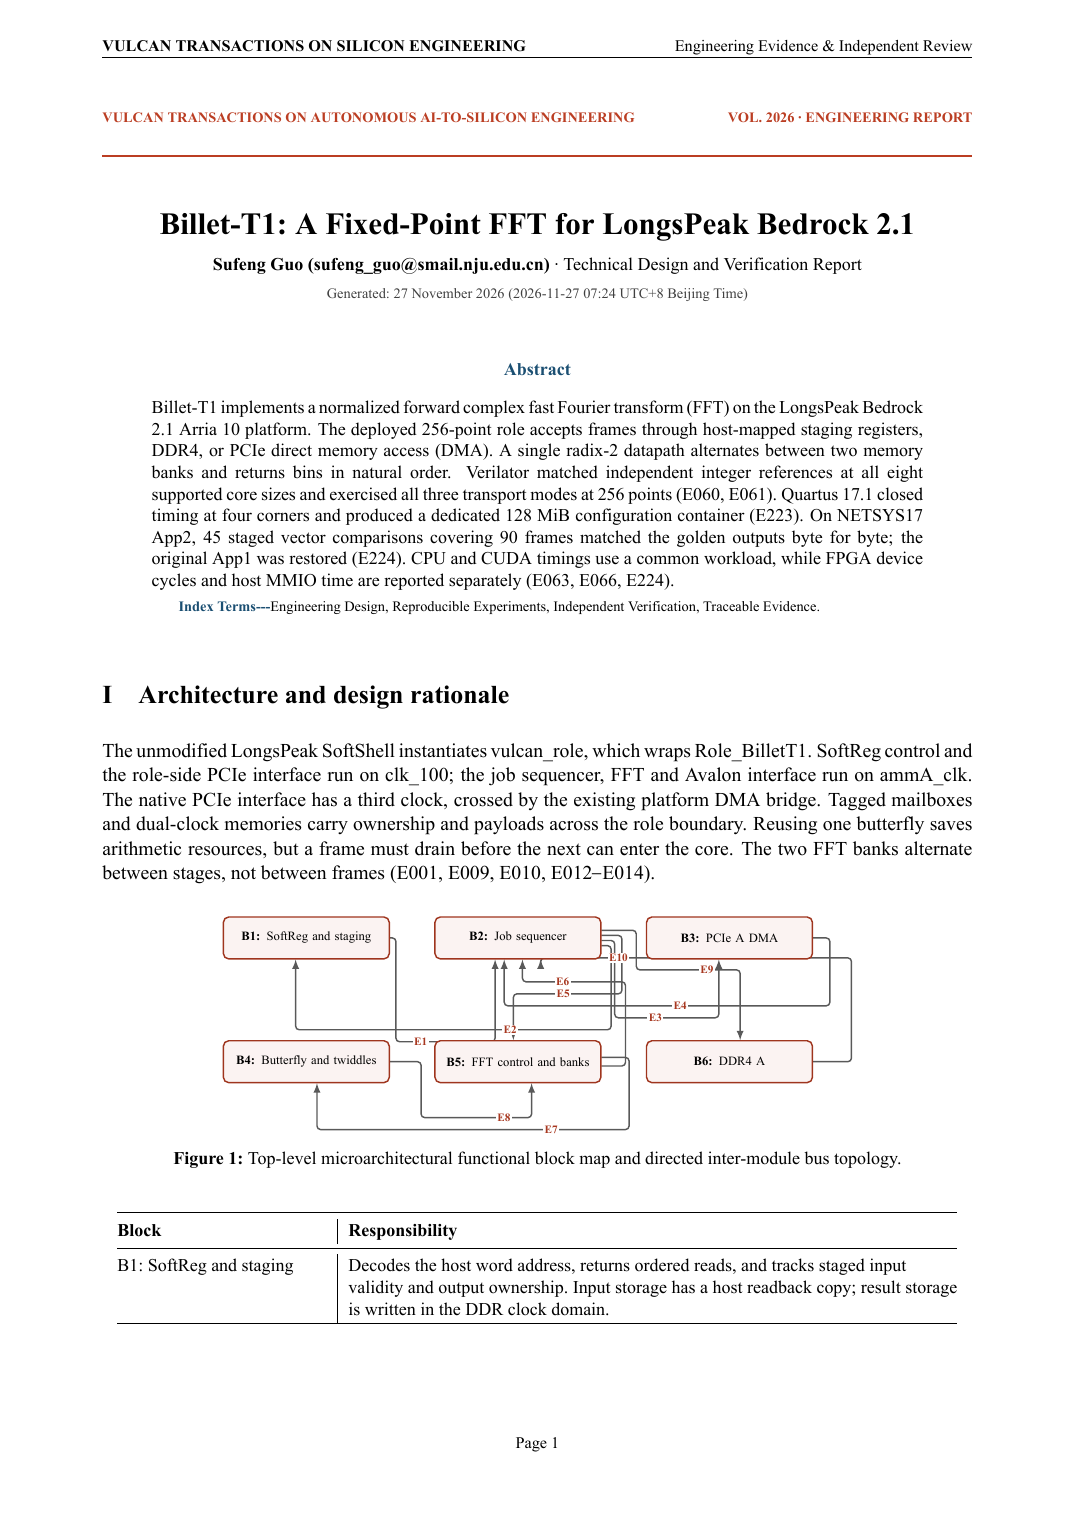 VULCAN TRANSACTIONS ON SILICON ENGINEERING Engineering Evidence & Independent Review
VULCAN TRANSACTIONS ON AUTONOMOUS AI-TO-SILICON ENGINEERING VOL. 2026 · ENGINEERING REPORT
Billet-T1: A Fixed-Point FFT for LongsPeak Bedrock 2.1
Sufeng Guo (sufeng_guo@smail.nju.edu.cn) · Technical Design and Verification Report
Generated: 27 November 2026 (2026-11-27 07:24 UTC+8 Beijing Time)
Abstract
Billet-T1 implements a normalized forward complex fast Fourier transform (FFT) on the LongsPeak Bedrock
2.1 Arria 10 platform. The deployed 256-point role accepts frames through host-mapped staging registers,
DDR4, or PCIe direct memory access (DMA). A single radix-2 datapath alternates between two memory
banks and returns bins in natural order. Verilator matched independent integer references at all eight
supported core sizes and exercised all three transport modes at 256 points (E060, E061). Quartus 17.1 closed
timing at four corners and produced a dedicated 128 MiB configuration container (E223). On NETSYS17
App2, 45 staged vector comparisons covering 90 frames matched the golden outputs byte for byte; the
original App1 was restored (E224). CPU and CUDA timings use a common workload, while FPGA device
cycles and host MMIO time are reported separately (E063, E066, E224).
Index Terms---Engineering Design, Reproducible Experiments, Independent Verification, Traceable Evidence.
I Architecture and design rationale
The unmodified LongsPeak SoftShell instantiates vulcan_role, which wraps Role_BilletT1. SoftReg control and
the role-side PCIe interface run on clk_100; the job sequencer, FFT and Avalon interface run on ammA_clk.
The native PCIe interface has a third clock, crossed by the existing platform DMA bridge. Tagged mailboxes
and dual-clock memories carry ownership and payloads across the role boundary. Reusing one butterfly saves
arithmetic resources, but a frame must drain before the next can enter the core. The two FFT banks alternate
between stages, not between frames (E001, E009, E010, E012–E014).
B1: SoftReg and staging B2: Job sequencer B3: PCIe A DMA
E10
E9
E6
E5
E4
E3
E2
E1
B4: Butterfly and twiddles B5: FFT control and banks B6: DDR4 A
E8
E7
Figure 1: Top-level microarchitectural functional block map and directed inter-module bus topology.
Block Responsibility
B1: SoftReg and staging Decodes the host word address, returns ordered reads, and tracks staged input
validity and output ownership. Input storage has a host readback copy; result storage
is written in the DDR clock domain.
Page 1